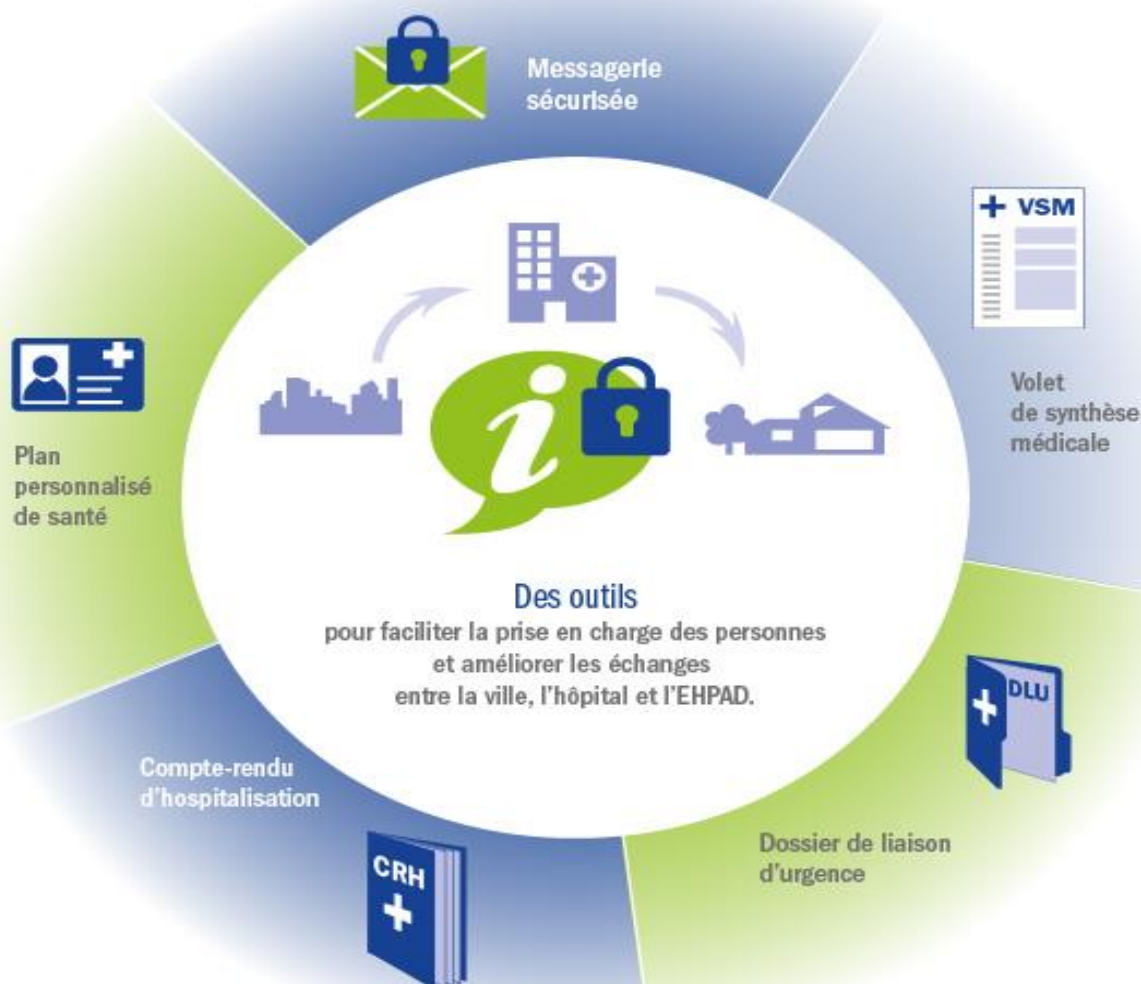 Messagerie
sécurisée
VSM
Volet
de synthèse
médicale
Plan
personnalisé
de santé
i
Des outils
pour faciliter la prise en charge des personnes
et améliorer les échanges
entre la ville, l'hôpital et l'EHPAD.
DLU
Dossier de liaison
d'urgence
Compte-rendu
d'hospitalisation
CRH